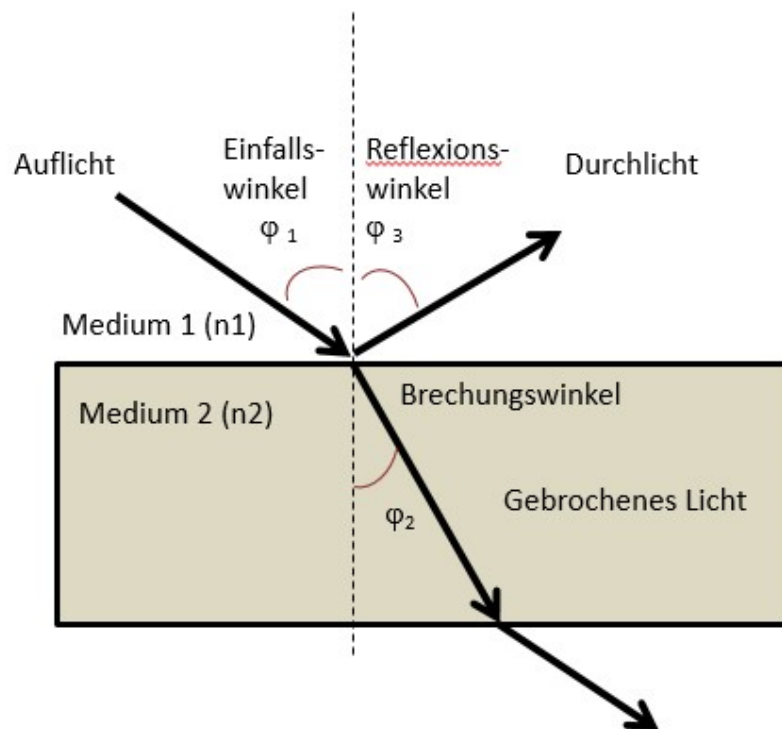 Auflicht
Einfalls-
winkel
φ 1
Reflexions-
winkel
φ 3
Durchlicht
Medium 1 (n1)
Medium 2 (n2)
Brechungswinkel
φ2
Gebrochenes Licht